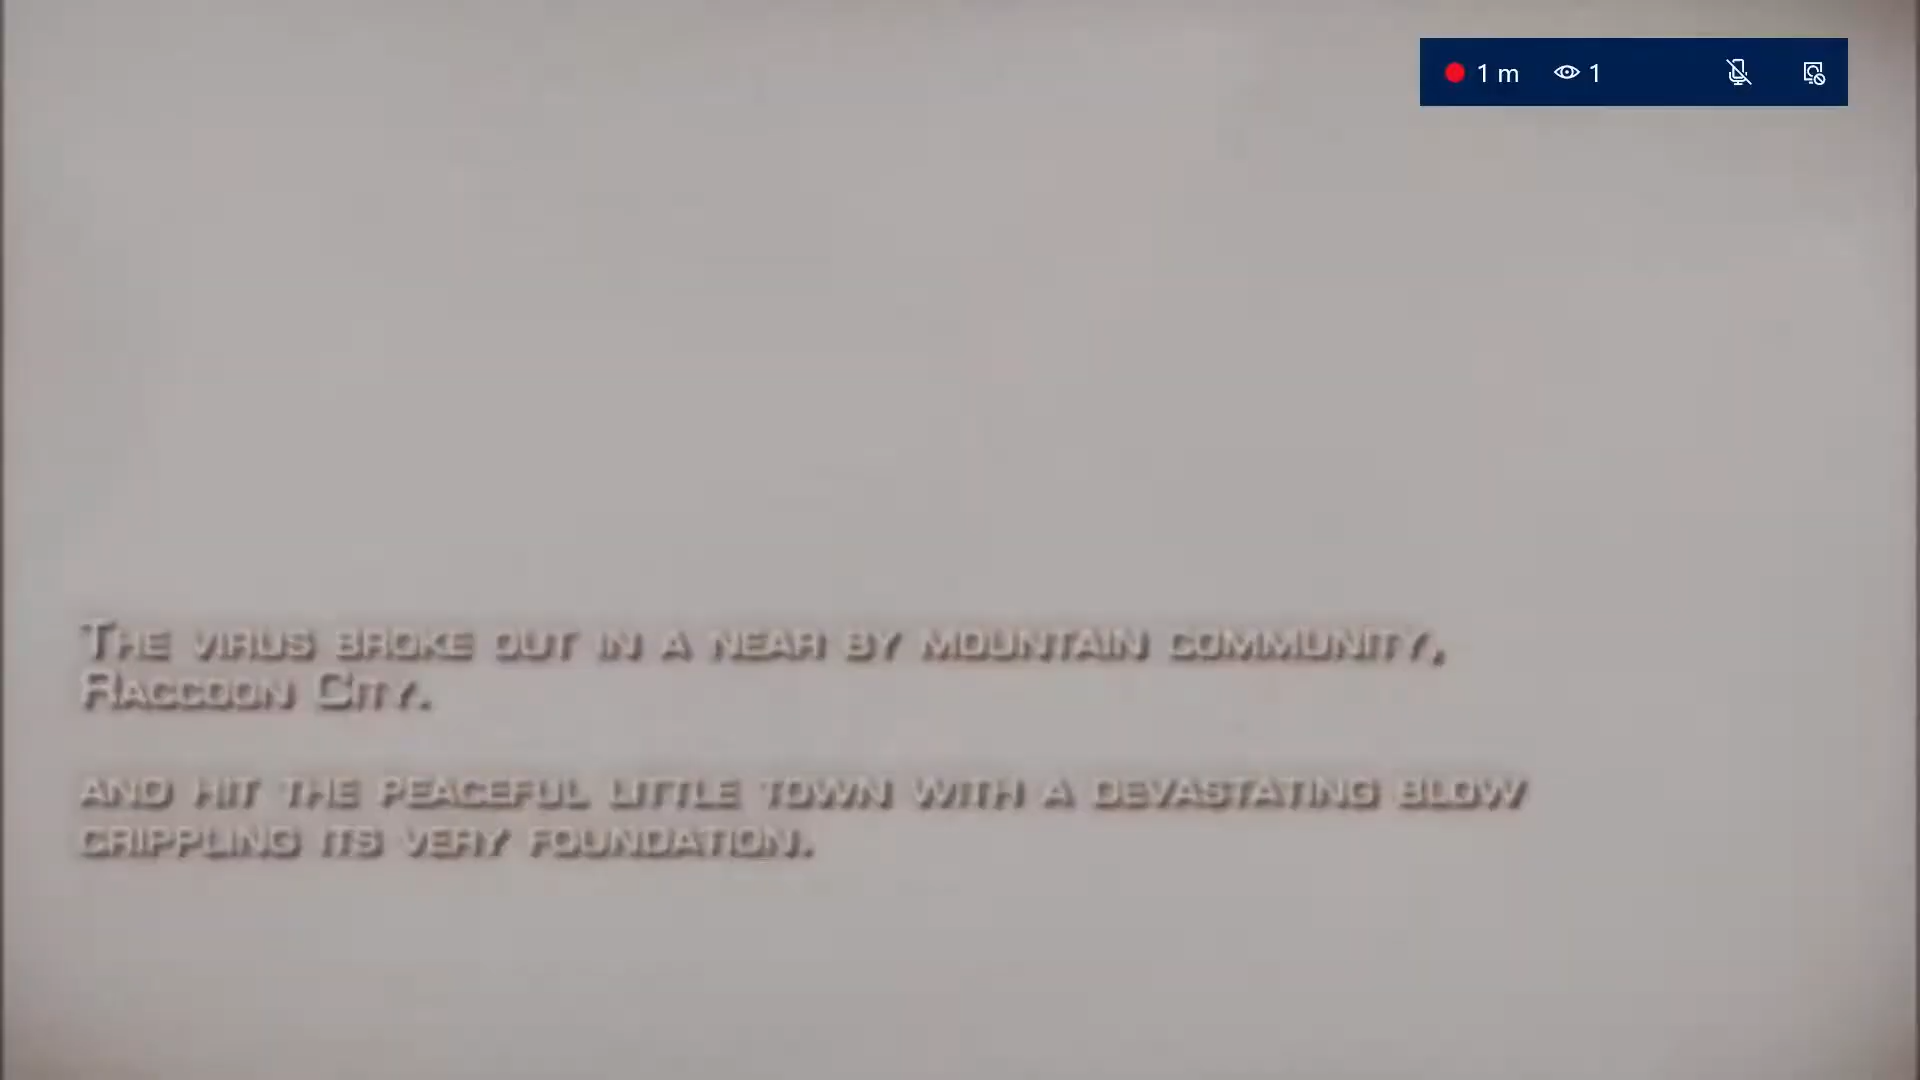 1 m 1
The virus broke out in a near by mountain community,
Raccoon City.
and hit the peaceful little town with a devastating blow
crippling its very foundation.